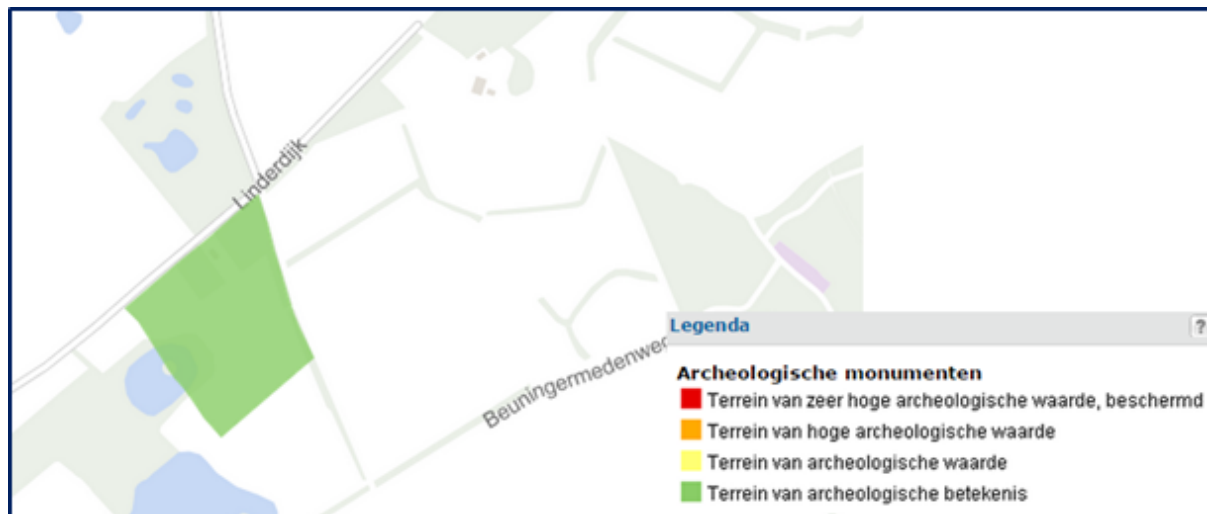 Linderdijk
Beuningermedenweg
Legenda
?
Archeologische monumenten
Terrein van zeer hoge archeologische waarde, beschermd
Terrein van hoge archeologische waarde
Terrein van archeologische waarde
Terrein van archeologische betekenis